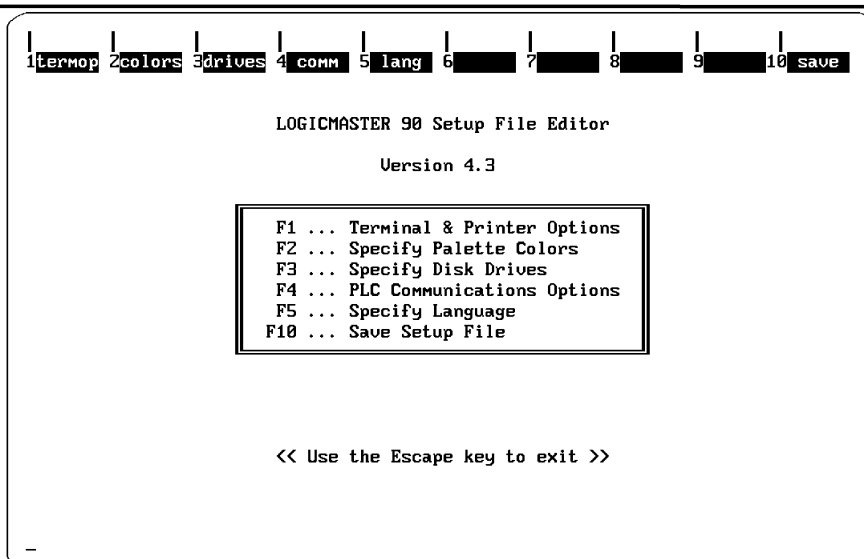 1termop 2colors 3drives 4 comm 5 lang 6 7 8 9 10 save
LOGICMASTER 90 Setup File Editor
Version 4.3
F1 ... Terminal & Printer Options
F2 ... Specify Palette Colors
F3 ... Specify Disk Drives
F4 ... PLC Communications Options
F5 ... Specify Language
F10 ... Save Setup File
<< Use the Escape key to exit >>